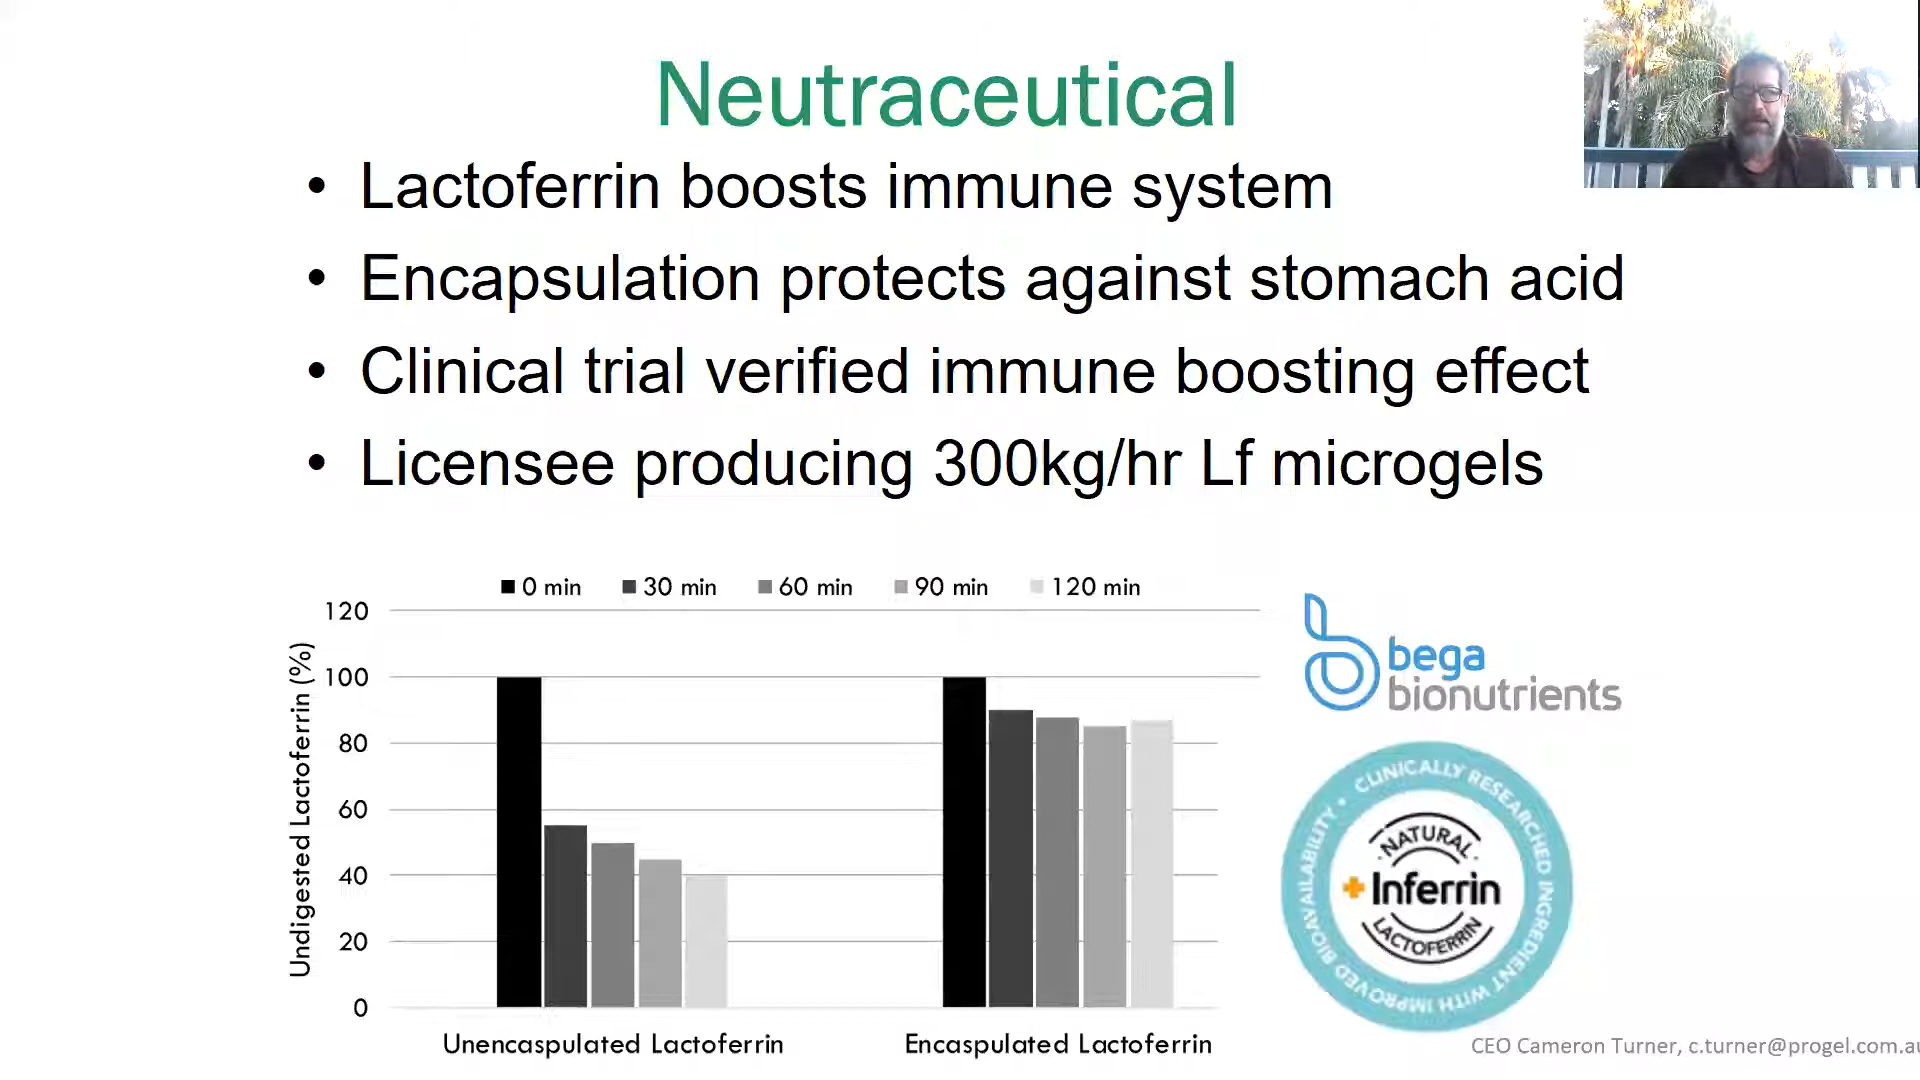 Neutraceutical
• Lactoferrin boosts immune system
• Encapsulation protects against stomach acid
• Clinical trial verified immune boosting effect
• Licensee producing 300kg/hr Lf microgels
0 min 30 min 60 min 90 min 120 min
120
100
80
60
40
20
0
Undigested Lactoferrin (%)
Unencaspulated Lactoferrin
Encaspulated Lactoferrin
bega
bionutrients
CLINICALLY RESEARCHED INGREDIENT WITH IMPROVED BIOAVAILABILITY •
• NATURAL •
+ Inferrin
LACTOFERRIN
CEO Cameron Turner, c.turner@progel.com.au